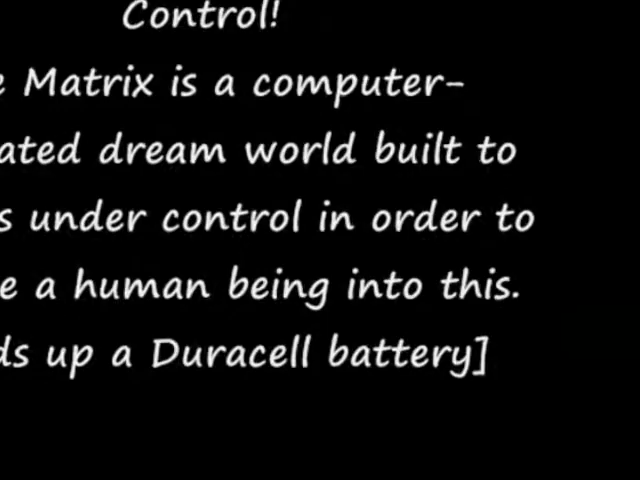 Control!
e Matrix is a computer-
ated dream world built to
s under control in order to
e a human being into this.
ds up a Duracell battery]